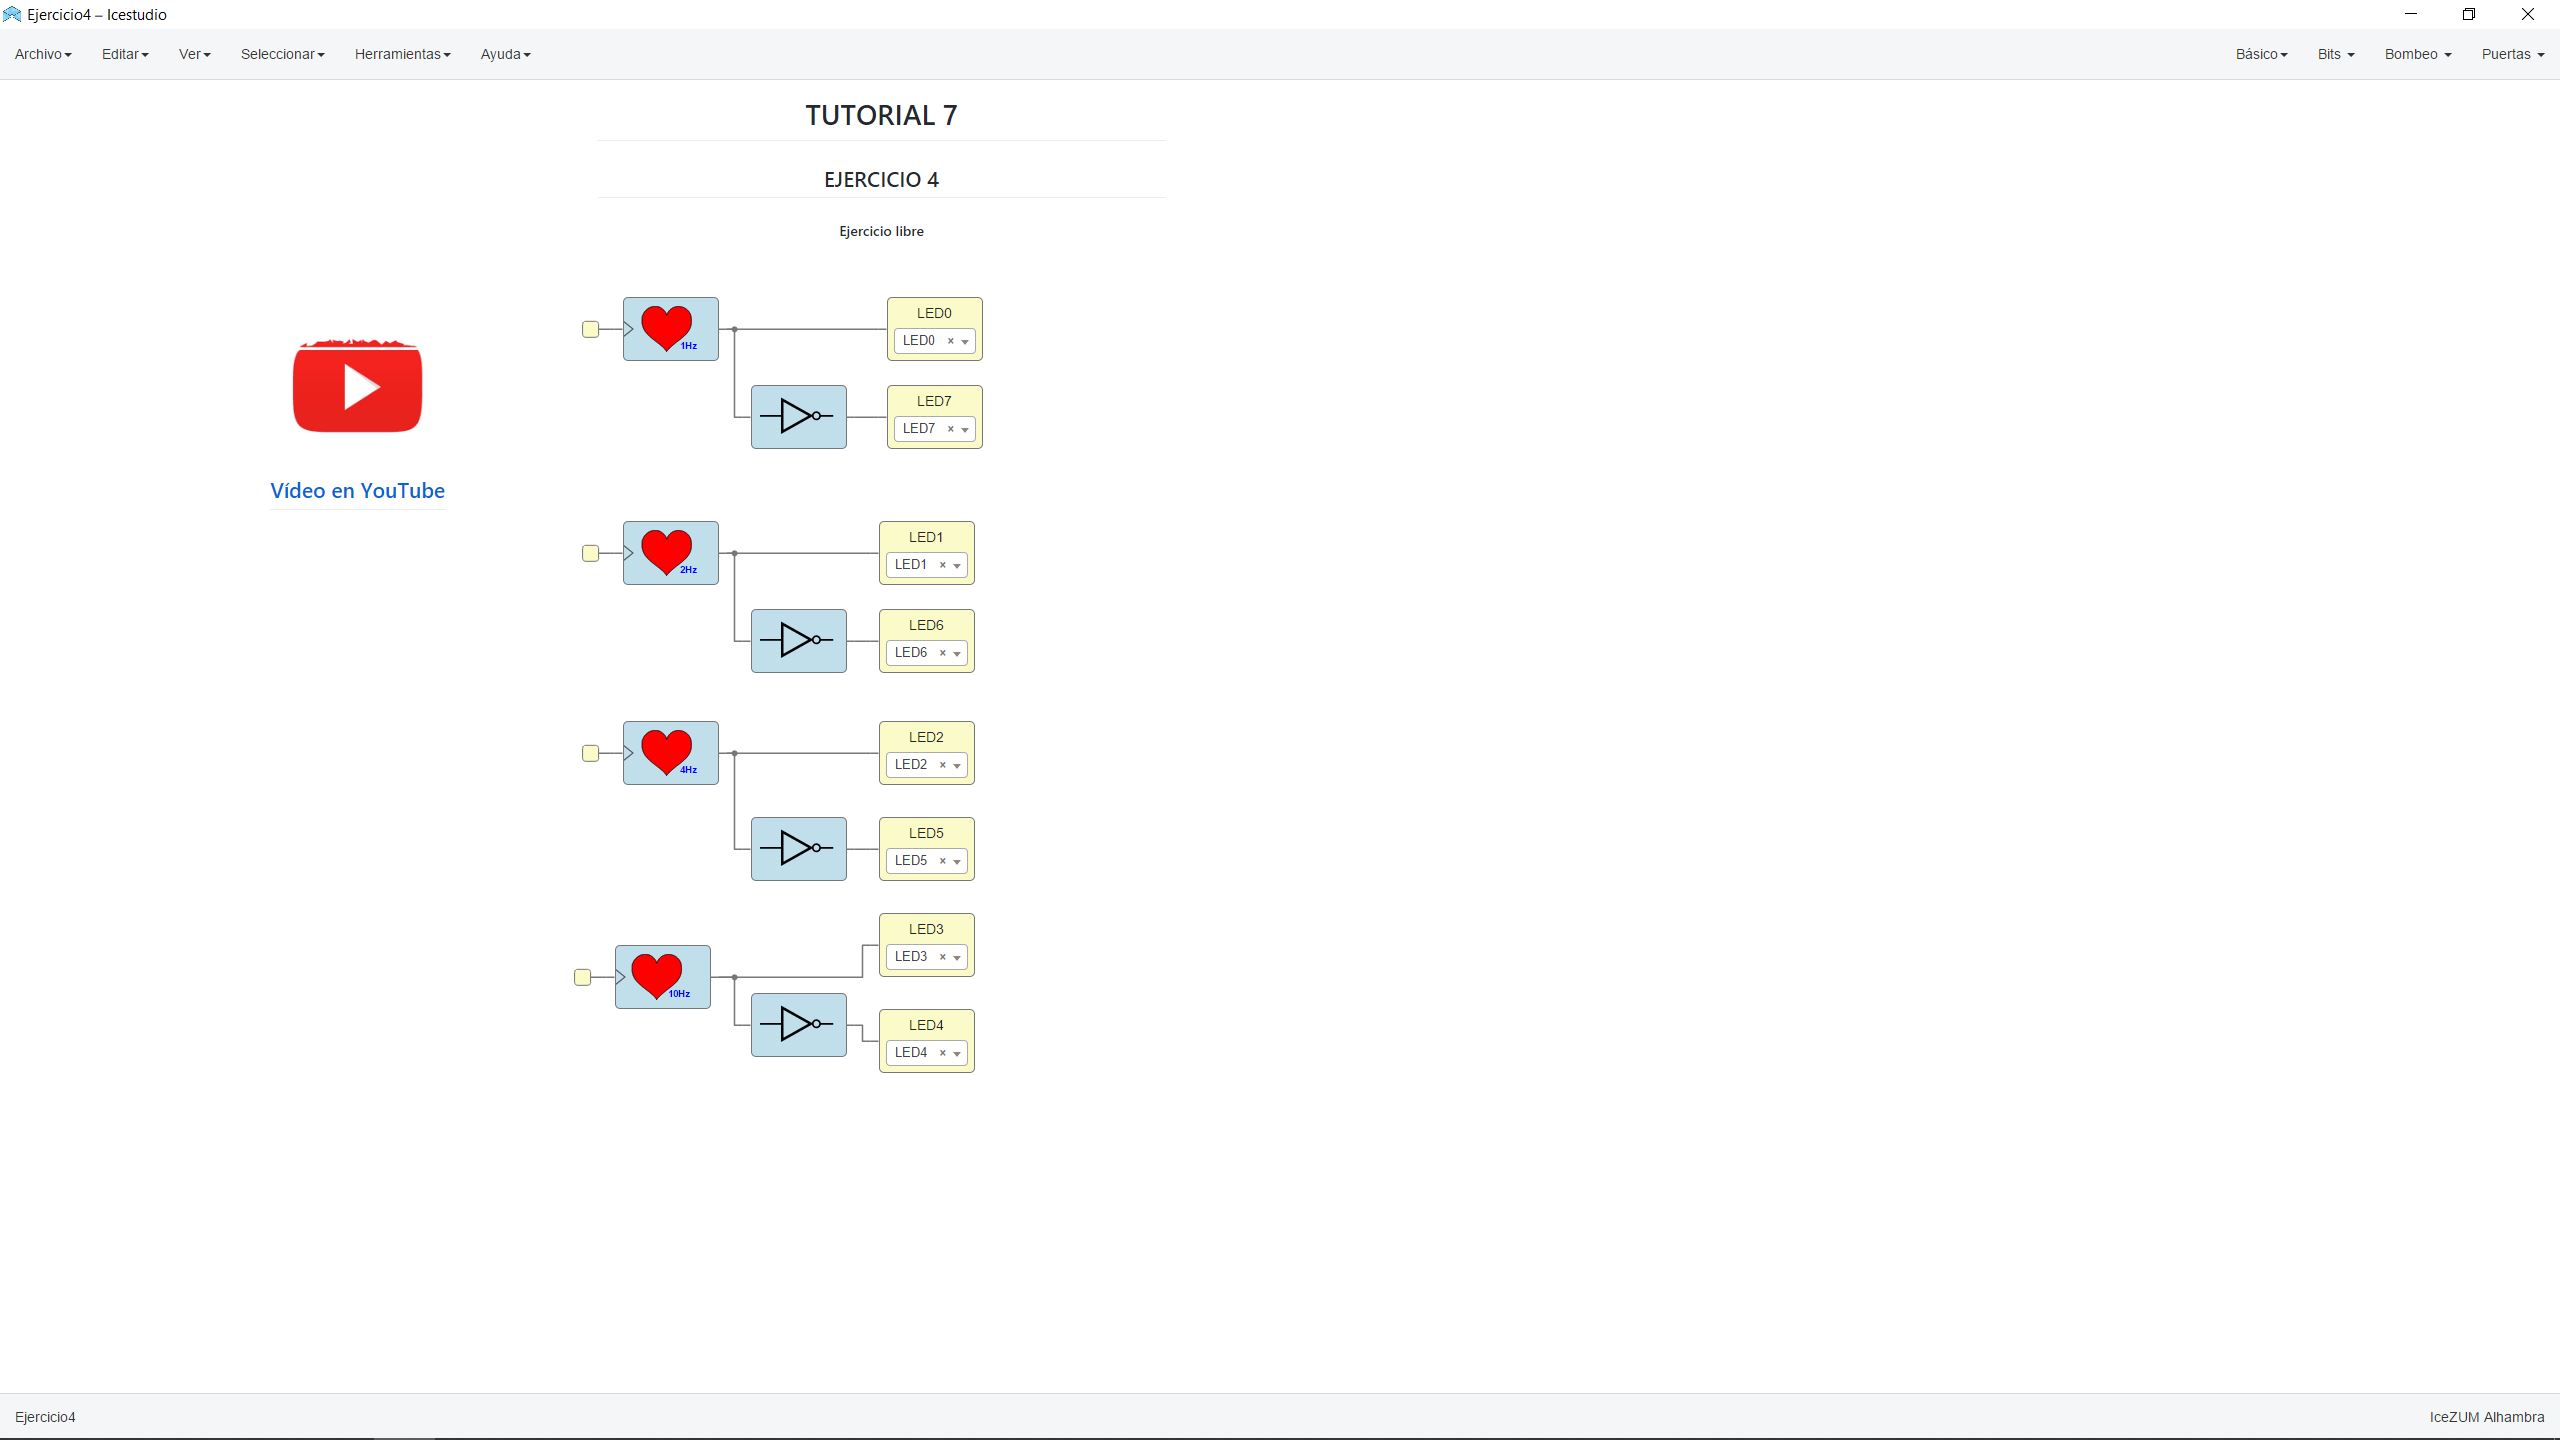 Ejercicio4 – Icestudio
Archivo Editar Ver Seleccionar Herramientas Ayuda Básico Bits Bombeo Puertas
TUTORIAL 7
EJERCICIO 4
Ejercicio libre
Vídeo en YouTube
1Hz
LED0
LED0 ×
LED7
LED7 ×
2Hz
LED1
LED1 ×
LED6
LED6 ×
4Hz
LED2
LED2 ×
LED5
LED5 ×
10Hz
LED3
LED3 ×
LED4
LED4 ×
Ejercicio4 IceZUM Alhambra